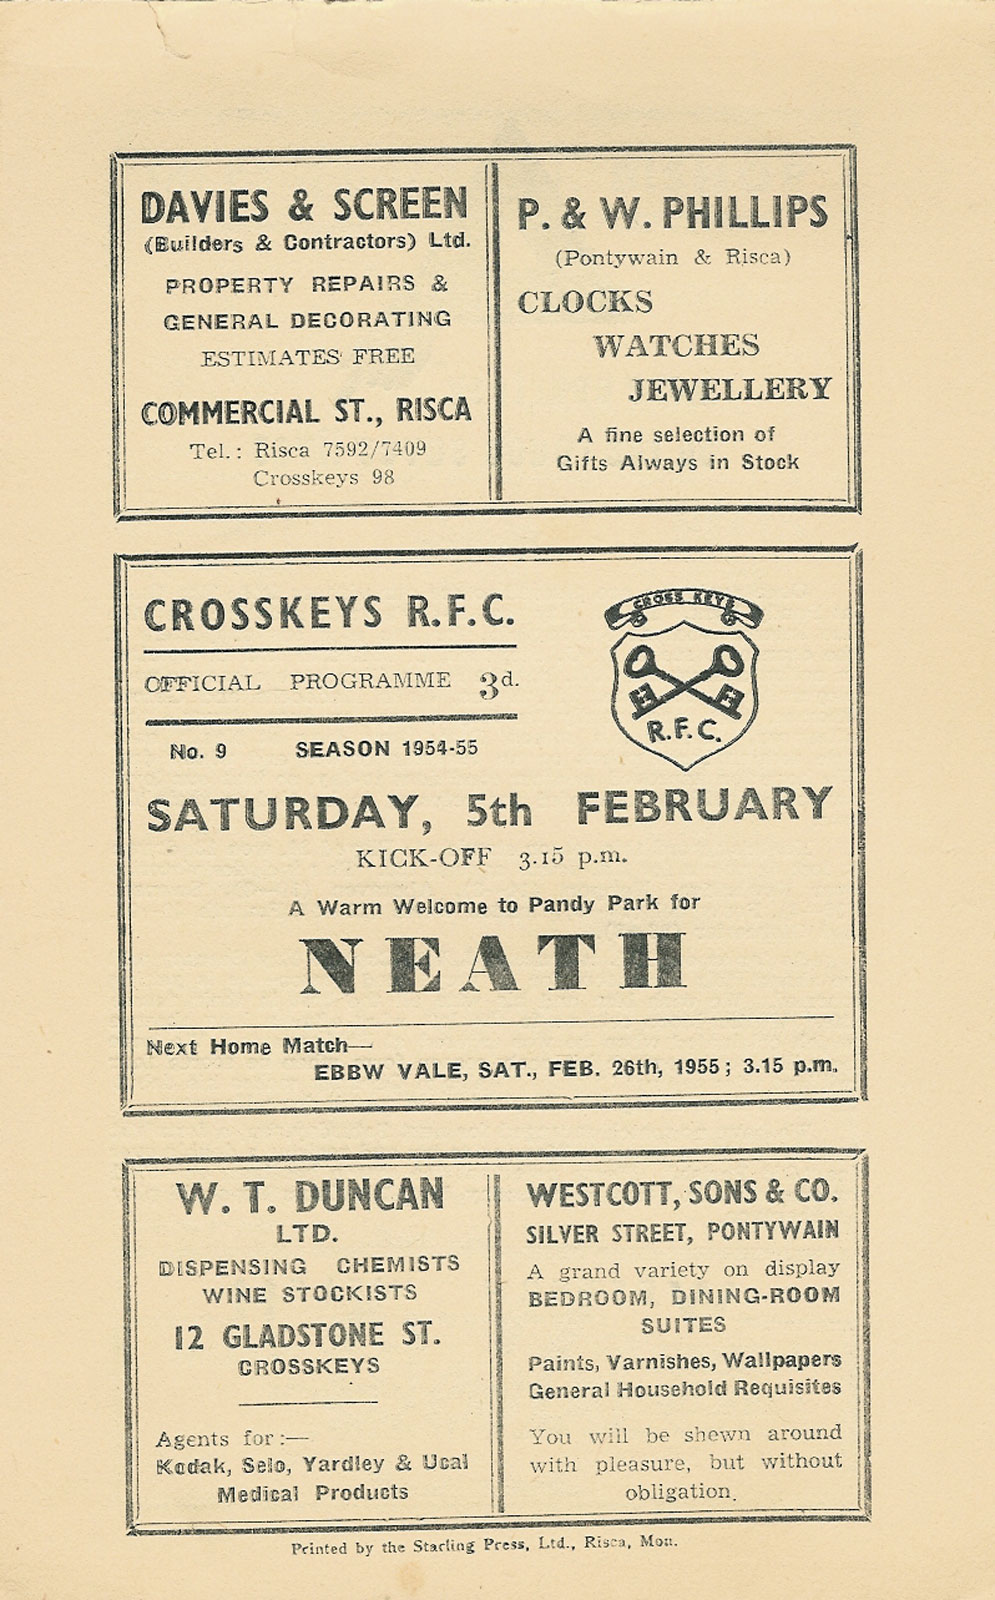 DAVIES & SCREEN
(Builders & Contractors) Ltd.
PROPERTY REPAIRS &
GENERAL DECORATING
ESTIMATES FREE
COMMERCIAL ST., RISCA
Tel.: Risca 7592/7409
Crosskeys 98
P. & W. PHILLIPS
(Pontywain & Risca)
CLOCKS
WATCHES
JEWELLERY
A fine selection of
Gifts Always in Stock
CROSSKEYS R.F.C.
OFFICIAL PROGRAMME 3d.
No. 9 SEASON 1954-55
CROSS KEYS
R.F.C.
SATURDAY, 5th FEBRUARY
KICK-OFF 3.15 p.m.
A Warm Welcome to Pandy Park for
NEATH
Next Home Match—
EBBW VALE, SAT., FEB. 26th, 1955; 3.15 p.m.
W. T. DUNCAN
LTD.
DISPENSING CHEMISTS
WINE STOCKISTS
12 GLADSTONE ST.
CROSSKEYS
Agents for:—
Kodak, Selo, Yardley & Ucal
Medical Products
WESTCOTT, SONS & CO.
SILVER STREET, PONTYWAIN
A grand variety on display
BEDROOM, DINING-ROOM
SUITES
Paints, Varnishes, Wallpapers
General Household Requisites
You will be shewn around
with pleasure, but without
obligation.
Printed by the Starling Press, Ltd., Risca, Mon.